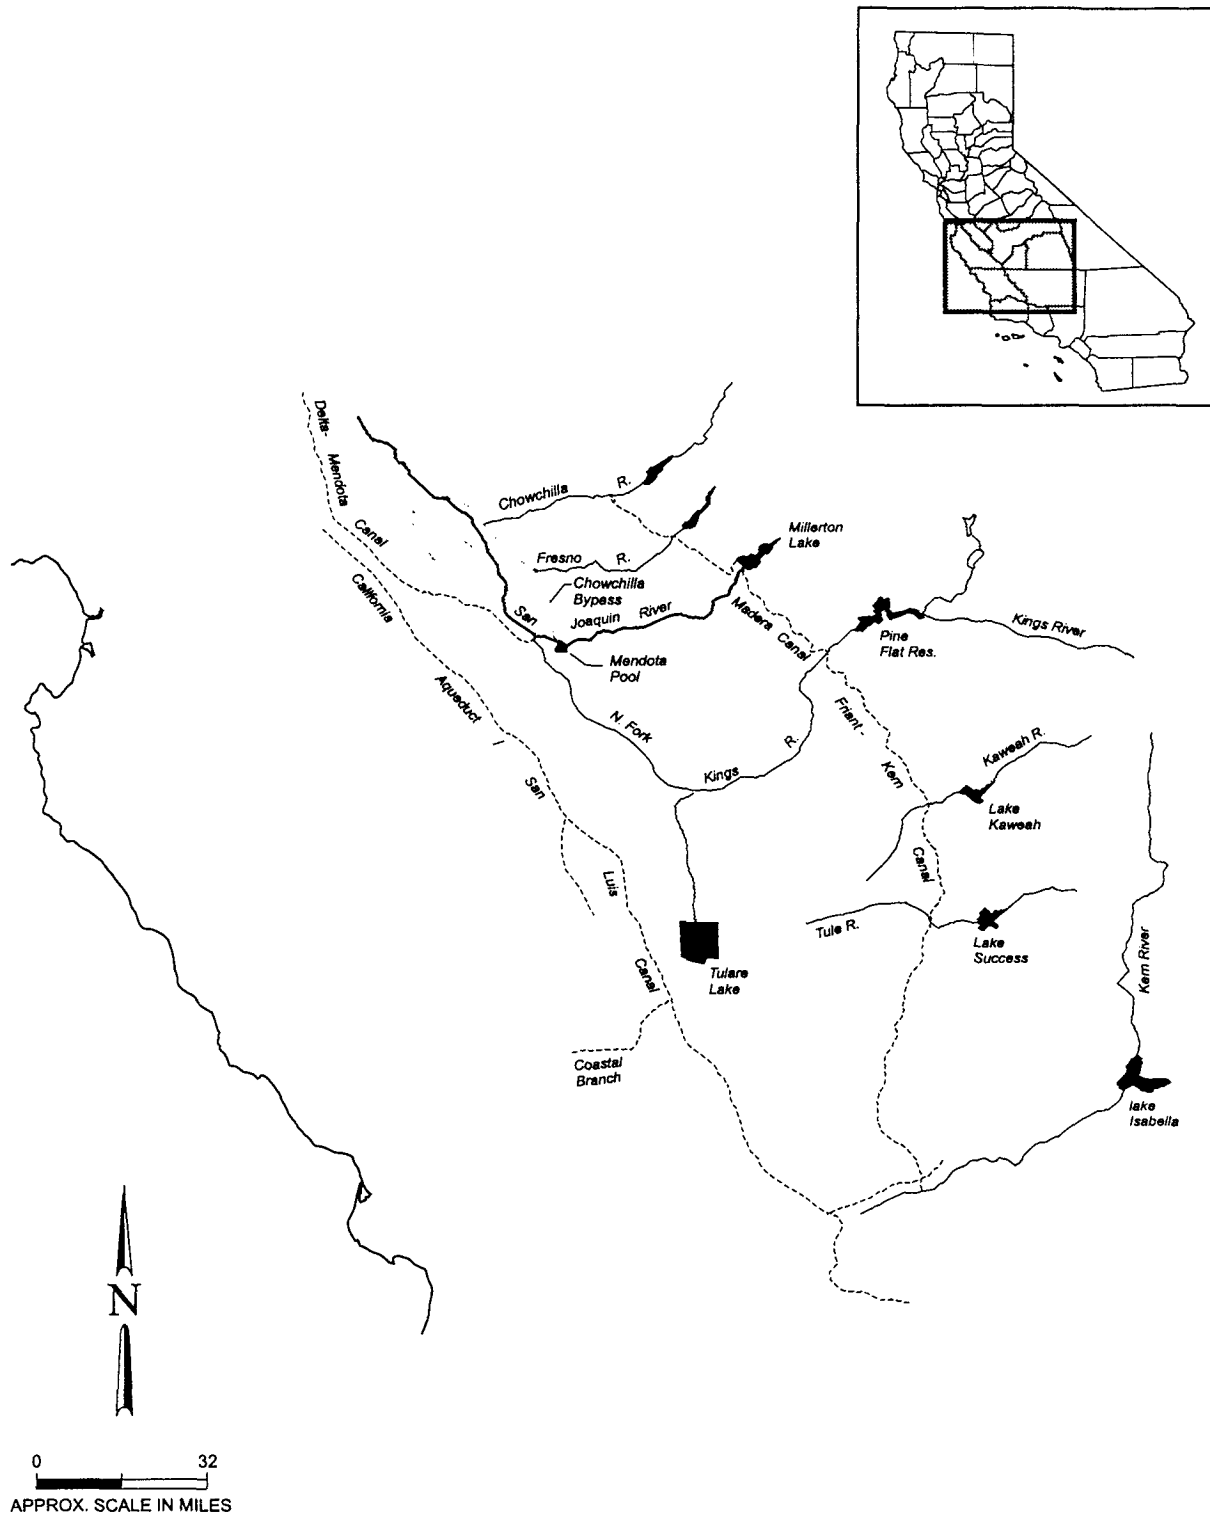 Delta-
Mendota
Canal
Chowchilla
R.
Fresno
R.
Chowchilla
Bypass
Millerton
Lake
California
San
Joaquin
River
Madera Canal
Pine
Flat Res.
Kings River
Mendota
Pool
Aqueduct
N. Fork
Kings
R.
Friant-
Kern
Canal
Kaweah R.
Lake
Kaweah
/
San
Luis
Canal
Tule R.
Lake
Success
Kern River
Tulare
Lake
Coastal
Branch
lake
Isabella
N
0
32
APPROX. SCALE IN MILES